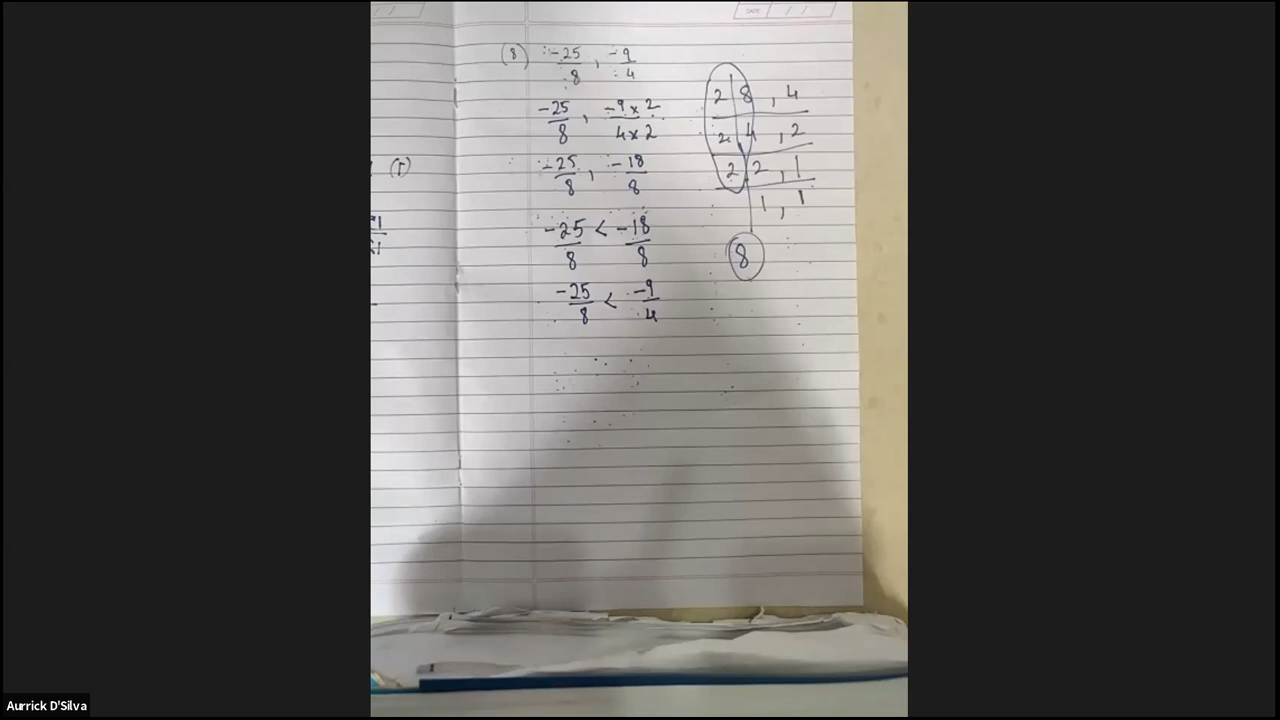 DATE / /
(8) -25/8 , -9/4
-25/8 , -9 × 2 / 4 × 2
-25/8 , -18/8
-25/8 < -18/8
-25/8 < -9/4
2 | 8 , 4
2 | 4 , 2
2 | 2 , 1
1 , 1
8
Aurrick D'Silva